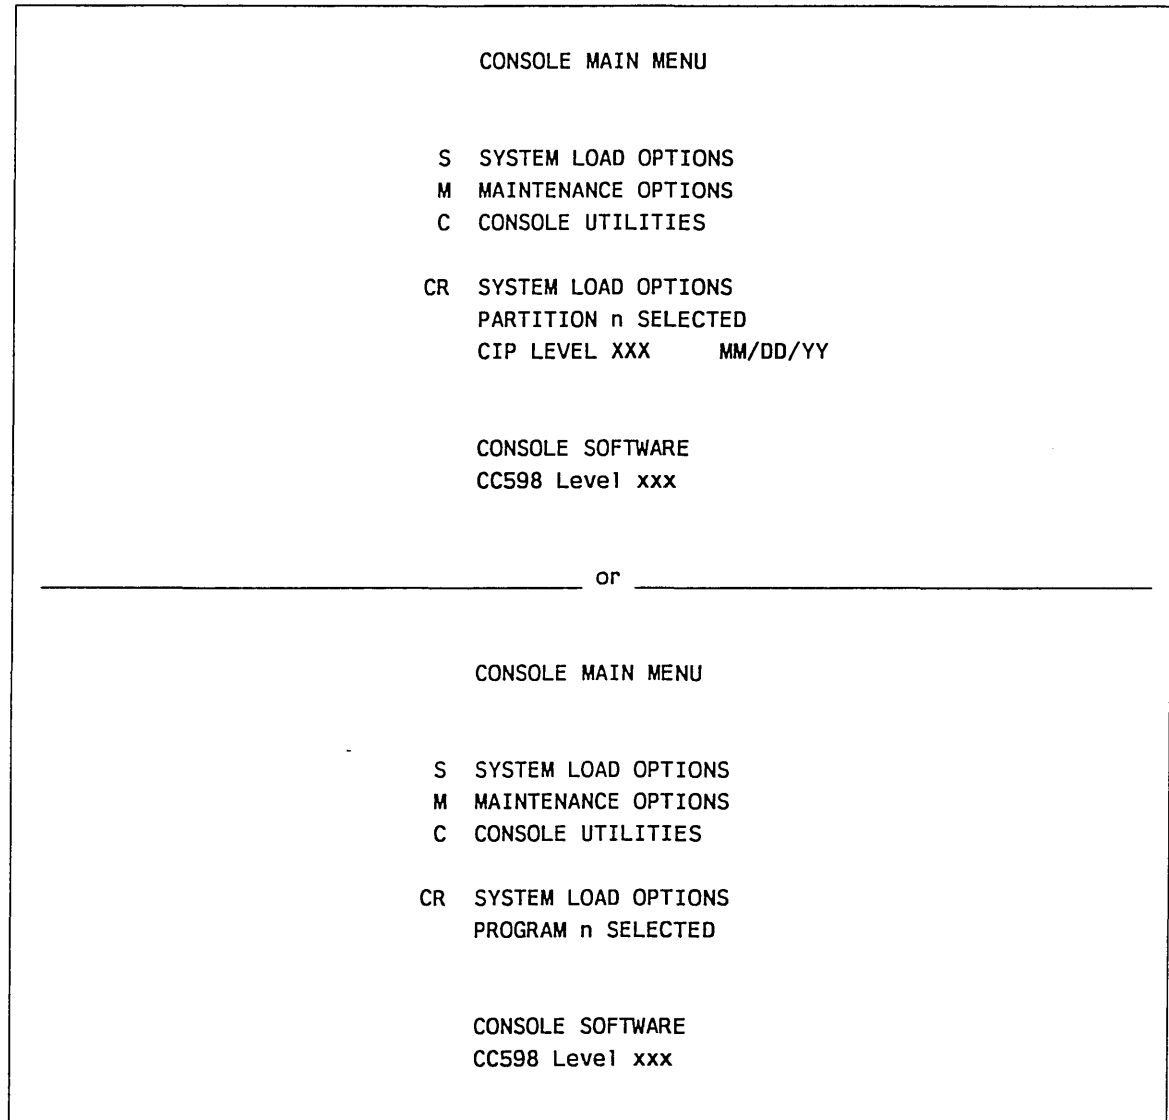 CONSOLE MAIN MENU
S SYSTEM LOAD OPTIONS
M MAINTENANCE OPTIONS
C CONSOLE UTILITIES
CR SYSTEM LOAD OPTIONS
PARTITION n SELECTED
CIP LEVEL XXX MM/DD/YY
CONSOLE SOFTWARE
CC598 Level xxx
or
CONSOLE MAIN MENU
S SYSTEM LOAD OPTIONS
M MAINTENANCE OPTIONS
C CONSOLE UTILITIES
CR SYSTEM LOAD OPTIONS
PROGRAM n SELECTED
CONSOLE SOFTWARE
CC598 Level xxx